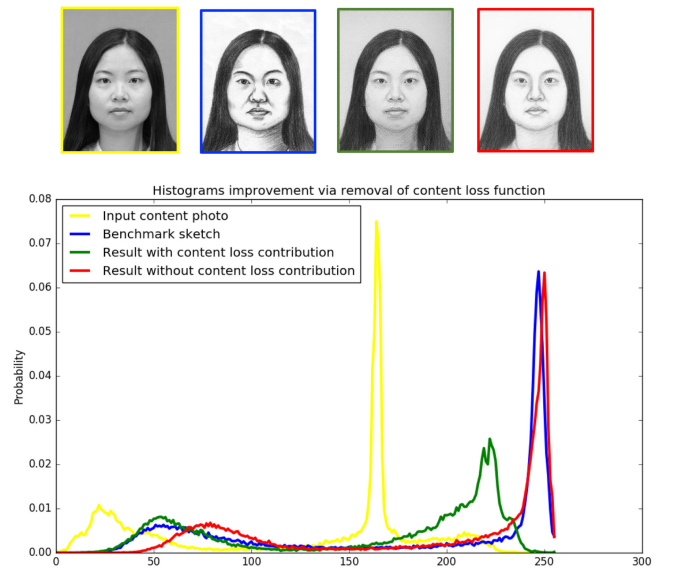 Histograms improvement via removal of content loss function
0.08
0.07
0.06
0.05
0.04
0.03
0.02
0.01
0.00
Probability
Input content photo
Benchmark sketch
Result with content loss contribution
Result without content loss contribution
0 50 100 150 200 250 300